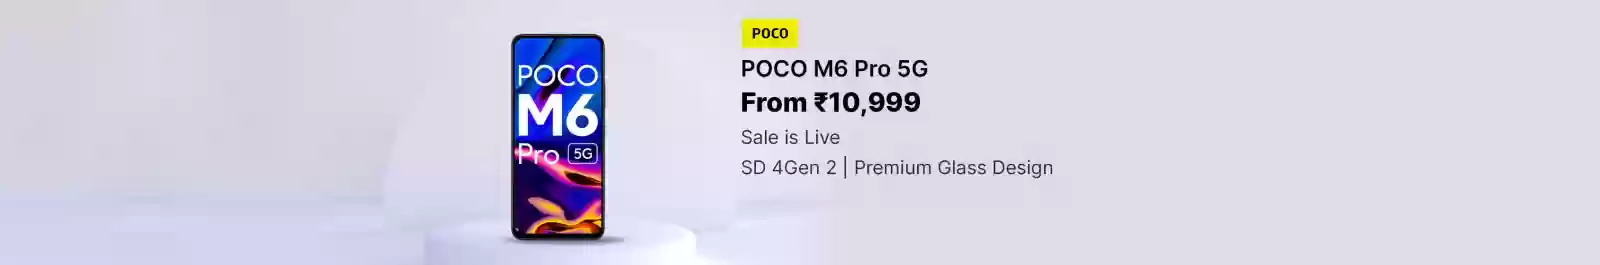 POCO
M6
Pro 5G
POCO
POCO M6 Pro 5G
From ₹10,999
Sale is Live
SD 4Gen 2 | Premium Glass Design